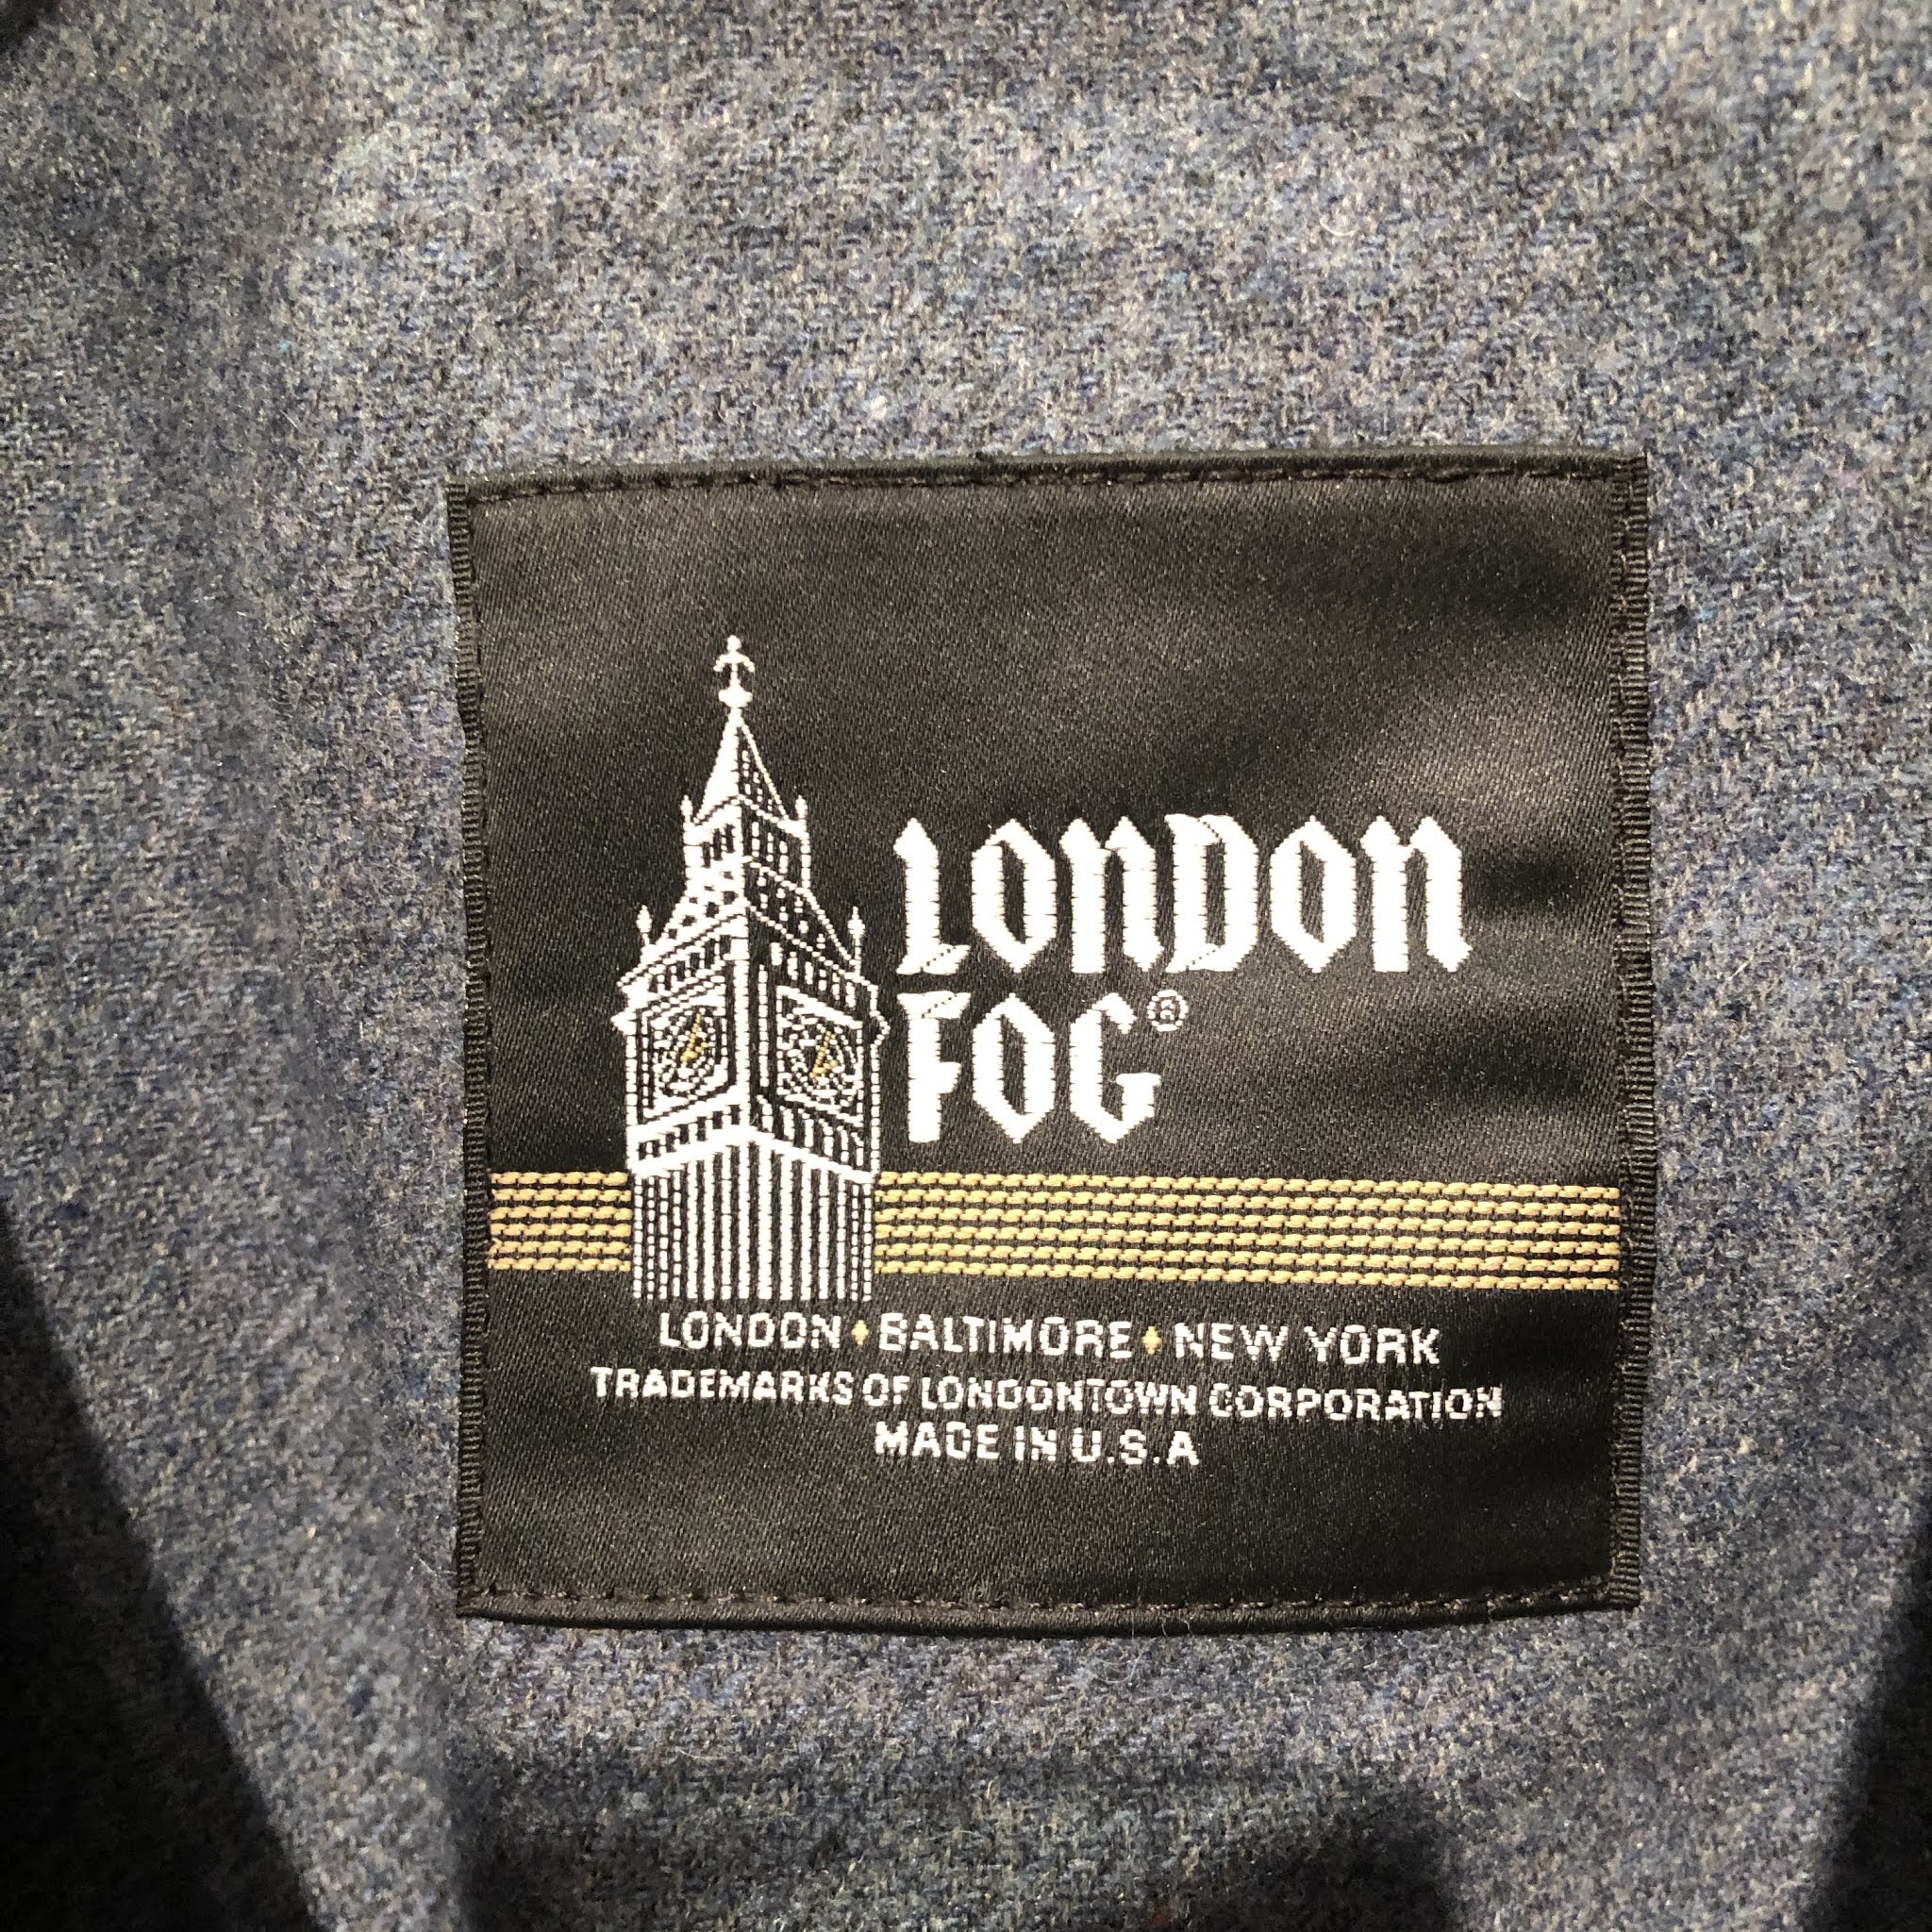 LONDON
FOG®
LONDON ♦ BALTIMORE ♦ NEW YORK
TRADEMARKS OF LONDONTOWN CORPORATION
MADE IN U.S.A